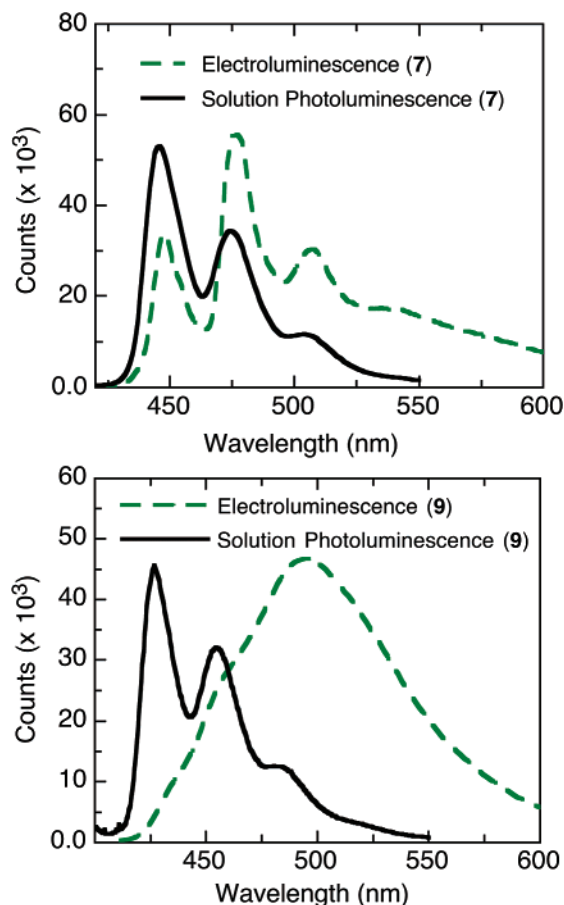 80
60
40
20
0.0
Counts (x 10³)
Electroluminescence (7)
Solution Photoluminescence (7)
450
500
550
600
Wavelength (nm)
60
50
40
30
20
10
0.0
Counts (x 10³)
Electroluminescence (9)
Solution Photoluminescence (9)
450
500
550
600
Wavelength (nm)